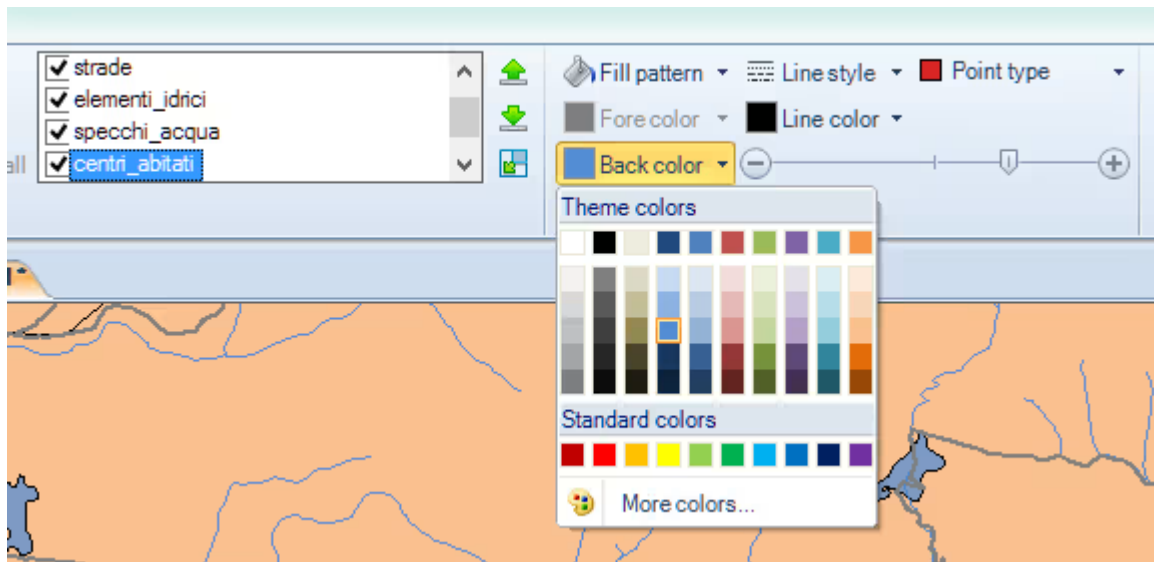 strade
elementi_idrici
specchi_acqua
all
centri_abitati
Fill pattern
Line style
Point type
Fore color
Line color
Back color
Theme colors
Standard colors
More colors...